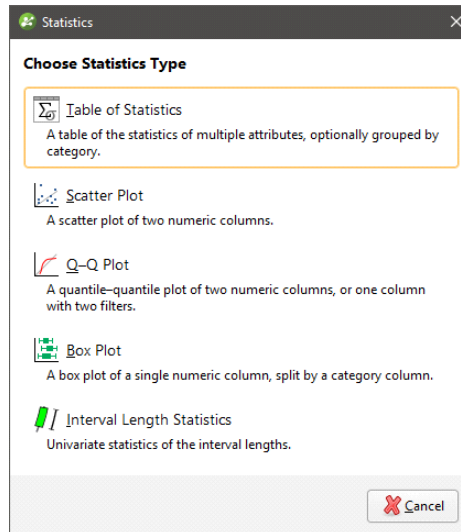 Statistics
Choose Statistics Type
Table of Statistics
A table of the statistics of multiple attributes, optionally grouped by
category.
Scatter Plot
A scatter plot of two numeric columns.
Q–Q Plot
A quantile–quantile plot of two numeric columns, or one column
with two filters.
Box Plot
A box plot of a single numeric column, split by a category column.
Interval Length Statistics
Univariate statistics of the interval lengths.
Cancel